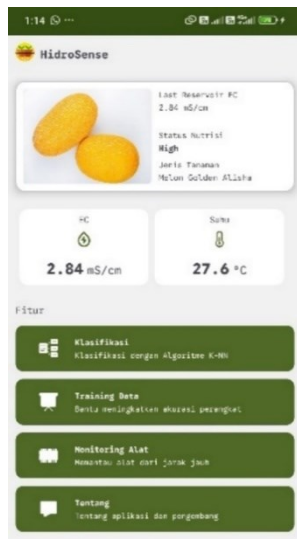 1:14
HidroSense
Last Reservoir EC
2.84 mS/cm
Status Nutrisi
High
Jenis Tanaman
Melon Golden Alisha
EC
Suhu
2.84 mS/cm
27.6 °C
Fitur
Klasifikasi
Klasifikasi dengan Algoritma K-NN
Training Data
Bantu meningkatkan akurasi perangkat
Monitoring Alat
Memantau alat dari jarak jauh
Tentang
Tentang aplikasi dan pengembang